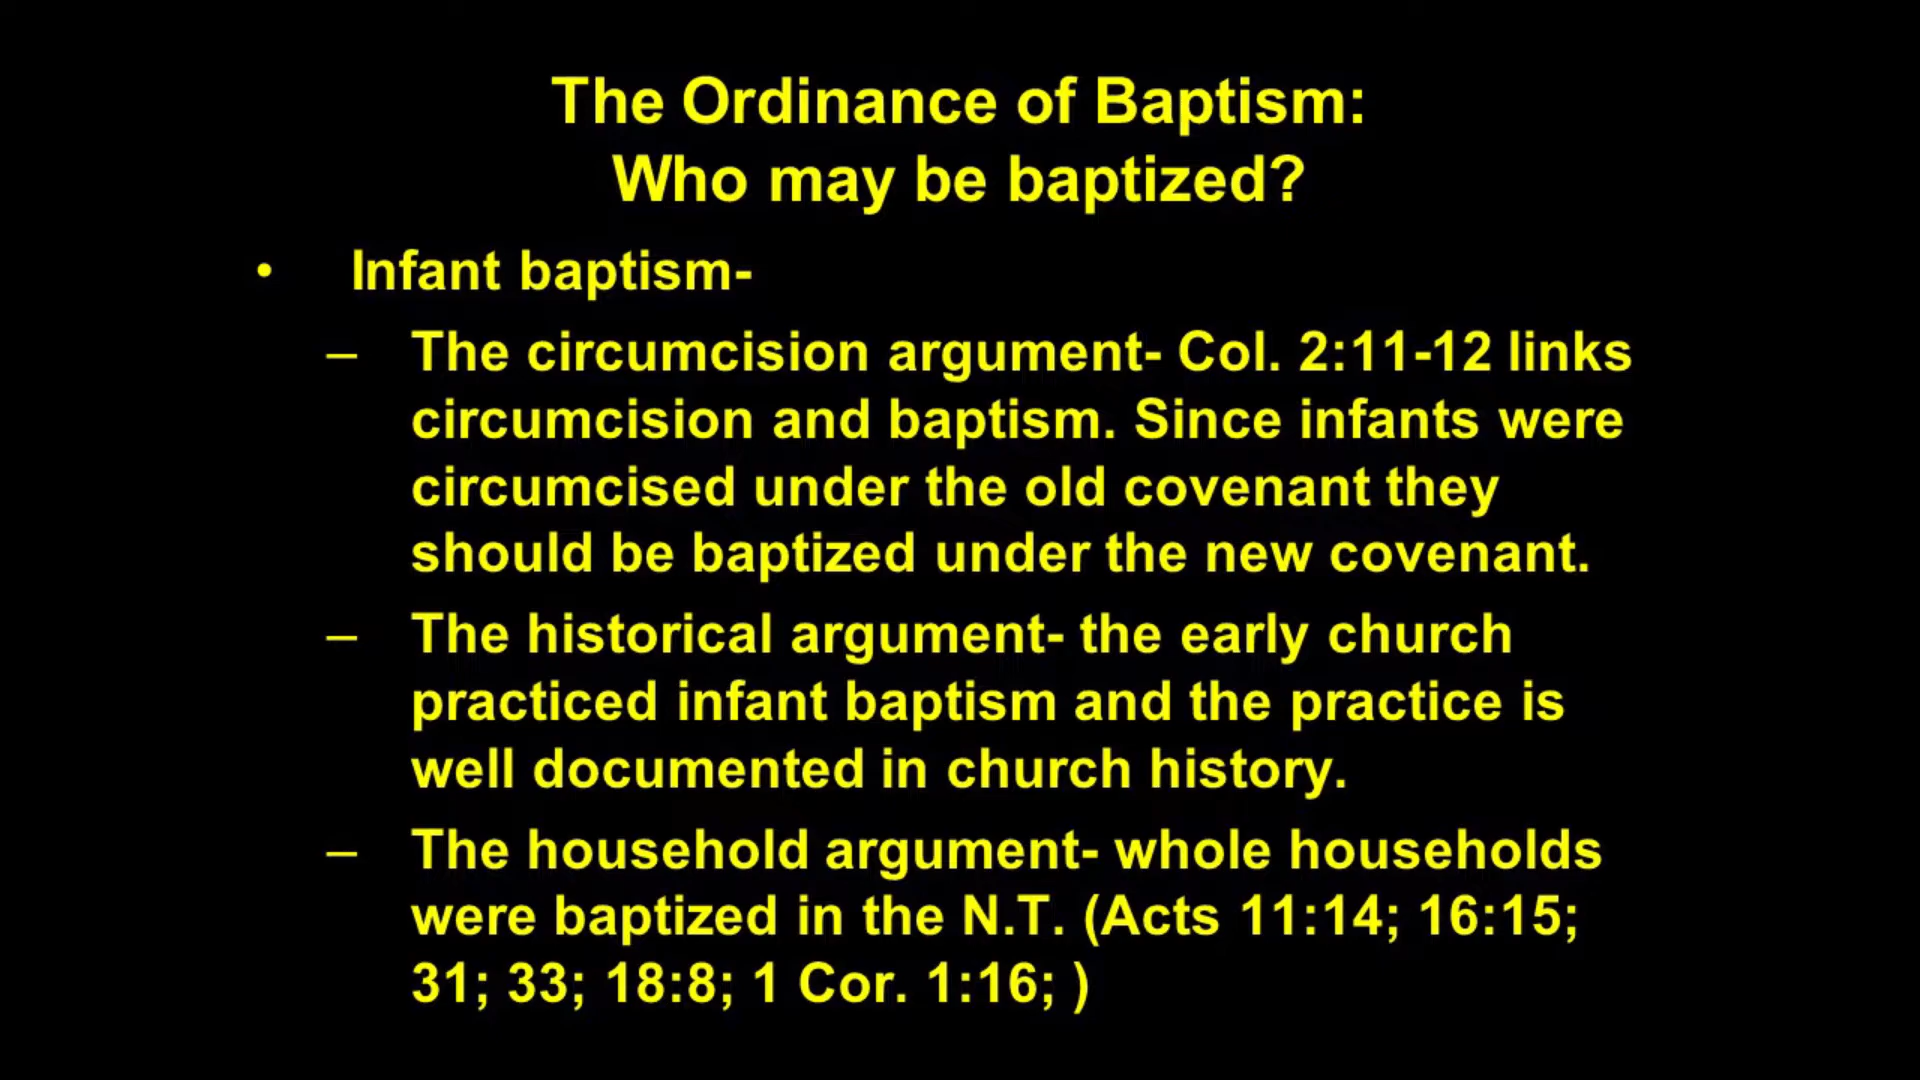 The Ordinance of Baptism:
Who may be baptized?
• Infant baptism-
– The circumcision argument- Col. 2:11-12 links
circumcision and baptism. Since infants were
circumcised under the old covenant they
should be baptized under the new covenant.
– The historical argument- the early church
practiced infant baptism and the practice is
well documented in church history.
– The household argument- whole households
were baptized in the N.T. (Acts 11:14; 16:15;
31; 33; 18:8; 1 Cor. 1:16; )